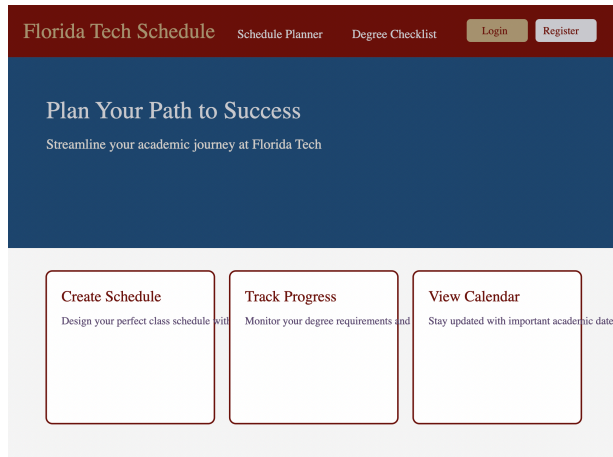 Florida Tech Schedule
Schedule Planner
Degree Checklist
Login
Register
Plan Your Path to Success
Streamline your academic journey at Florida Tech
Create Schedule
Track Progress
View Calendar
Design your perfect class schedule with
Monitor your degree requirements and
Stay updated with important academic date